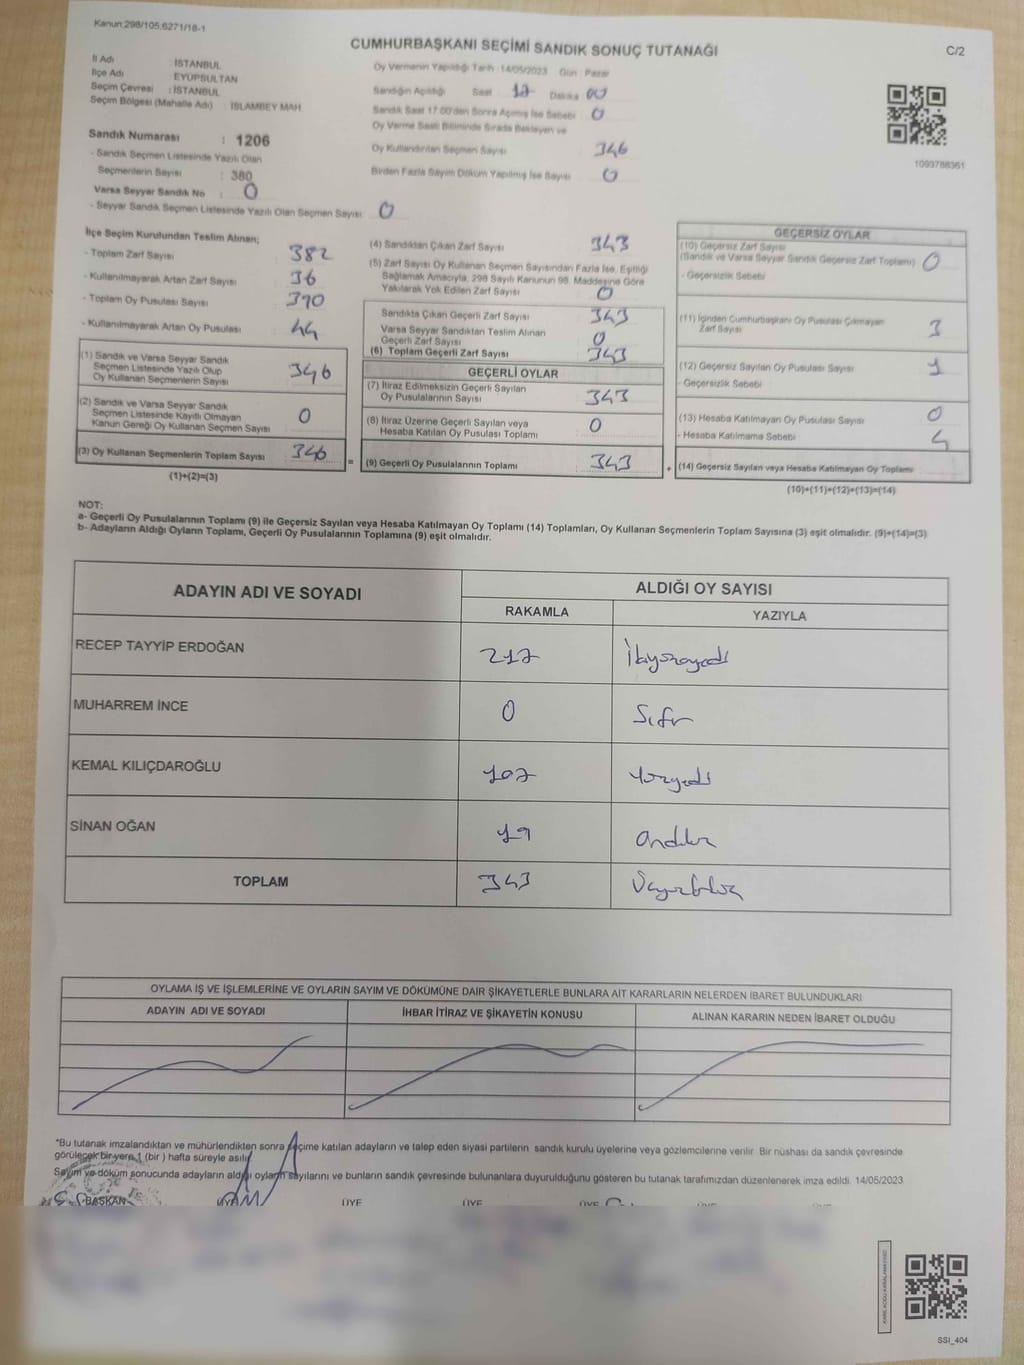 Kanun:298/105,6271/18-1
CUMHURBAŞKANI SEÇİMİ SANDIK SONUÇ TUTANAĞI
C/2
İl Adı : İSTANBUL
İlçe Adı : EYÜPSULTAN
Seçim Çevresi : İSTANBUL
Seçim Bölgesi (Mahalle Adı) : İSLAMBEY MAH
Sandık Numarası : 1206
- Sandık Seçmen Listesinde Yazılı Olan
Seçmenlerin Sayısı : 380
Varsa Seyyar Sandık No : 0
- Seyyar Sandık Seçmen Listesinde Yazılı Olan Seçmen Sayısı: 0
Oy Vermenin Yapıldığı Tarih :14/05/2023 Gün : Pazar
Sandığın Açıldığı Saat 17 Dakika 00
Sandık Saat 17:00'den Sonra Açılmış İse Sebebi 0
Oy Verme Saati Bitiminde Sırada Bekleyen ve
Oy Kullandırılan Seçmen Sayısı 346
Birden Fazla Sayım Döküm Yapılmış İse Sayısı 0
1093788361
İlçe Seçim Kurulundan Teslim Alınan;
- Toplam Zarf Sayısı 382
- Kullanılmayarak Artan Zarf Sayısı 36
- Toplam Oy Pusulası Sayısı 390
- Kullanılmayarak Artan Oy Pusulası 44
(1) Sandık ve Varsa Seyyar Sandık
Seçmen Listesinde Yazılı Olup
Oy Kullanan Seçmenlerin Sayısı 346
(2) Sandık ve Varsa Seyyar Sandık
Seçmen Listesinde Kayıtlı Olmayan
Kanun Gereği Oy Kullanan Seçmen Sayısı 0
(3) Oy Kullanan Seçmenlerin Toplam Sayısı 346
(1)+(2)=(3)
(4) Sandıktan Çıkan Zarf Sayısı 343
(5) Zarf Sayısı Oy Kullanan Seçmen Sayısından Fazla İse, Eşitliği
Sağlamak Amacıyla, 298 Sayılı Kanunun 98. Maddesine Göre
Yakılarak Yok Edilen Zarf Sayısı 0
Sandıkta Çıkan Geçerli Zarf Sayısı 343
Varsa Seyyar Sandıktan Teslim Alınan
Geçerli Zarf Sayısı 0
(6) Toplam Geçerli Zarf Sayısı 343
GEÇERLİ OYLAR
(7) İtiraz Edilmeksizin Geçerli Sayılan
Oy Pusulalarının Sayısı 343
(8) İtiraz Üzerine Geçerli Sayılan veya
Hesaba Katılan Oy Pusulası Toplamı 0
= (9) Geçerli Oy Pusulalarının Toplamı 343
GEÇERSİZ OYLAR
(10) Geçersiz Zarf Sayısı
(Sandık ve Varsa Seyyar Sandık Geçersiz Zarf Toplamı) 0
- Geçersizlik Sebebi
(11) İçinden Cumhurbaşkanı Oy Pusulası Çıkmayan
Zarf Sayısı 3
(12) Geçersiz Sayılan Oy Pusulası Sayısı 1
- Geçersizlik Sebebi
(13) Hesaba Katılmayan Oy Pusulası Sayısı 0
- Hesaba Katılmama Sebebi 4
+ (14) Geçersiz Sayılan veya Hesaba Katılmayan Oy Toplamı
(10)+(11)+(12)+(13)=(14)
NOT:
a- Geçerli Oy Pusulalarının Toplamı (9) ile Geçersiz Sayılan veya Hesaba Katılmayan Oy Toplamı (14) Toplamları, Oy Kullanan Seçmenlerin Toplam Sayısına (3) eşit olmalıdır. (9)+(14)=(3)
b- Adayların Aldığı Oyların Toplamı, Geçerli Oy Pusulalarının Toplamına (9) eşit olmalıdır.
ADAYIN ADI VE SOYADI
ALDIĞI OY SAYISI
RAKAMLA YAZIYLA
RECEP TAYYİP ERDOĞAN 217
MUHARREM İNCE 0 Sıfır
KEMAL KILIÇDAROĞLU 107 Yüzyedi
SİNAN OĞAN 19 ondokuz
TOPLAM 343
OYLAMA İŞ VE İŞLEMLERİNE VE OYLARIN SAYIM VE DÖKÜMÜNE DAİR ŞİKAYETLERLE BUNLARA AİT KARARLARIN NELERDEN İBARET BULUNDUKLARI
ADAYIN ADI VE SOYADI İHBAR İTİRAZ VE ŞİKAYETİN KONUSU ALINAN KARARIN NEDEN İBARET OLDUĞU
*Bu tutanak imzalandıktan ve mühürlendikten sonra seçime katılan adayların ve talep eden siyasi partilerin sandık kurulu üyelerine veya gözlemcilerine verilir. Bir nüshası da sandık çevresinde
görülecek bir yere 1 (bir ) hafta süreyle asılır.
Sayım ve döküm sonucunda adayların aldığı oyların sayılarını ve bunların sandık çevresinde bulunanlara duyurulduğunu gösteren bu tutanak tarafımızdan düzenlenerek imza edildi. 14/05/2023
BAŞKAN ÜYE ÜYE ÜYE ÜYE ÜYE
SSI_404